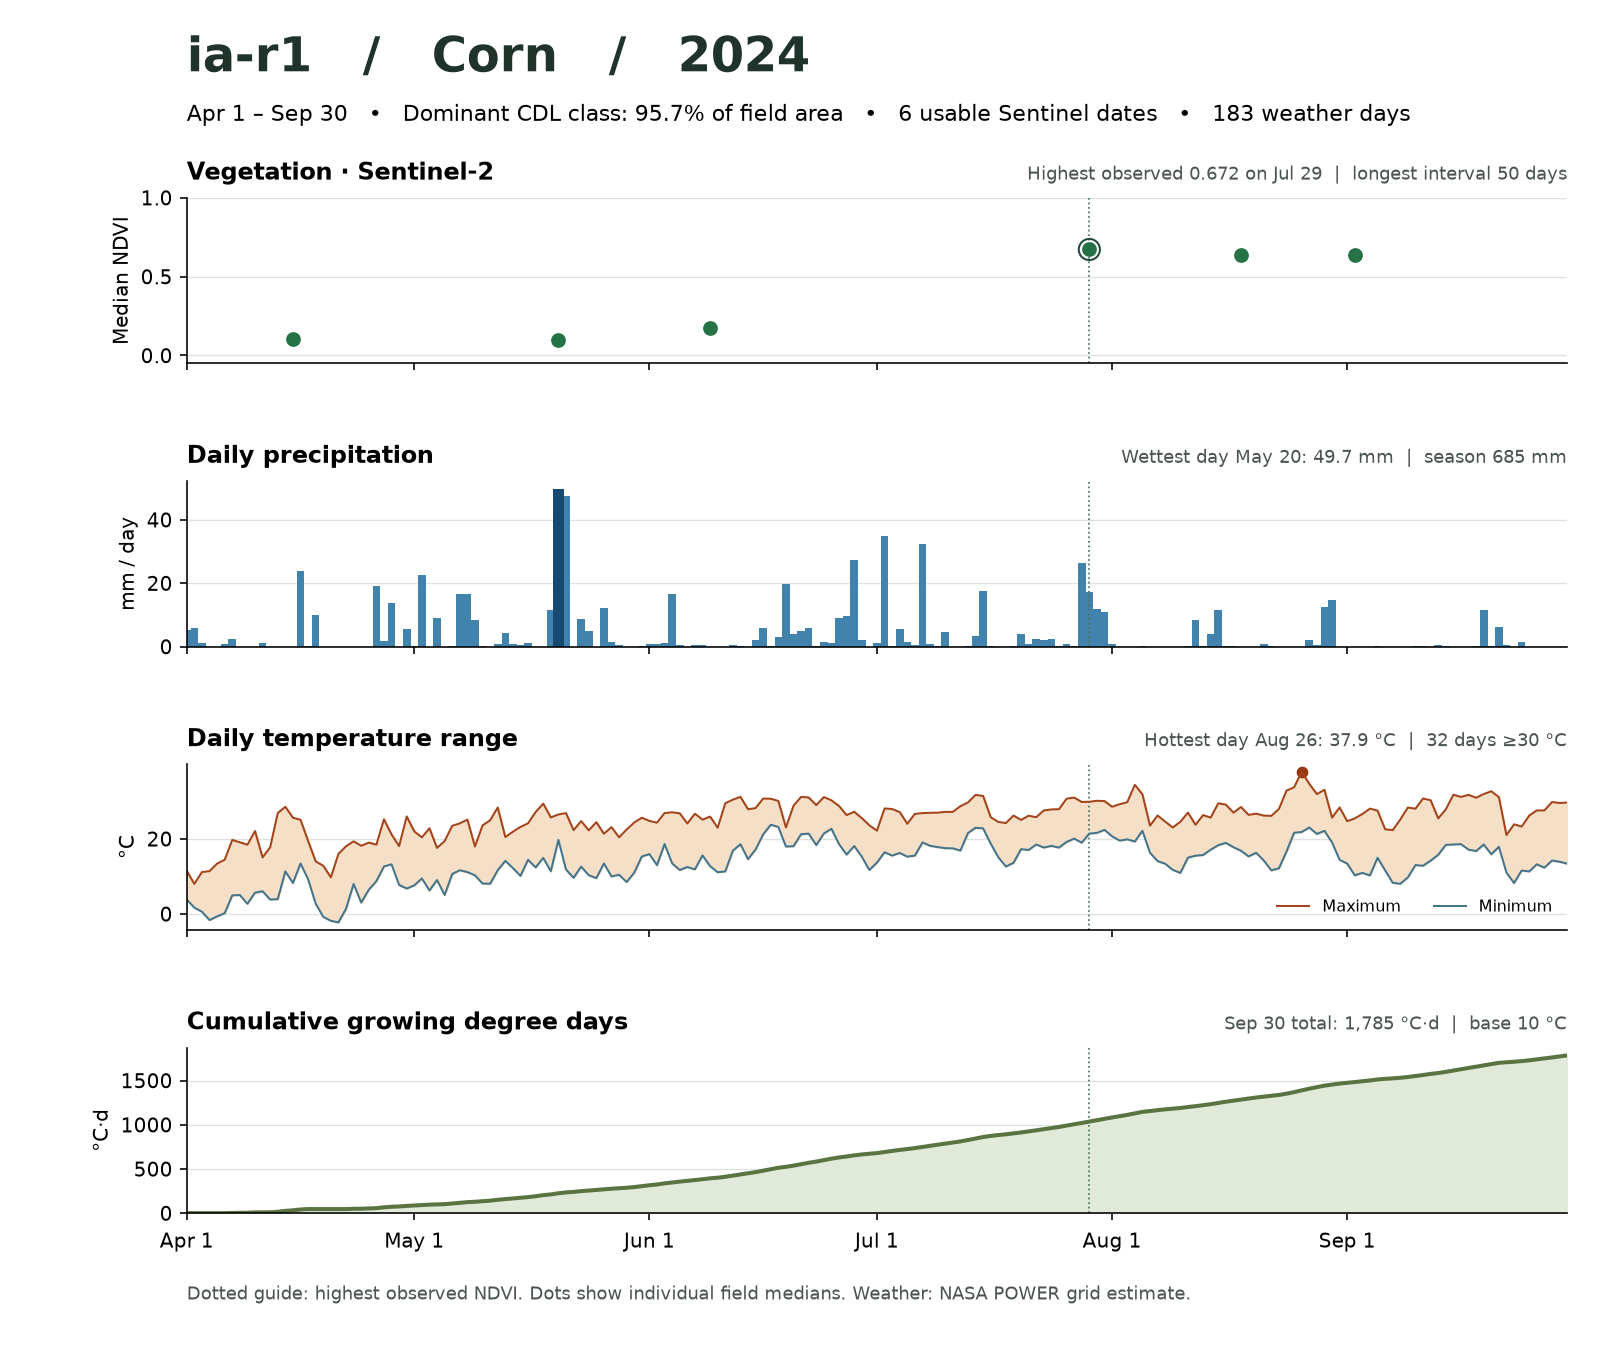 ia-r1 / Corn / 2024
Apr 1 – Sep 30 • Dominant CDL class: 95.7% of field area • 6 usable Sentinel dates • 183 weather days
Vegetation · Sentinel-2
Highest observed 0.672 on Jul 29 | longest interval 50 days
Median NDVI
1.0
0.5
0.0
Daily precipitation
Wettest day May 20: 49.7 mm | season 685 mm
mm / day
40
20
0
Daily temperature range
Hottest day Aug 26: 37.9 °C | 32 days ≥30 °C
°C
20
0
Maximum
Minimum
Cumulative growing degree days
Sep 30 total: 1,785 °C·d | base 10 °C
°C·d
1500
1000
500
0
Apr 1
May 1
Jun 1
Jul 1
Aug 1
Sep 1
Dotted guide: highest observed NDVI. Dots show individual field medians. Weather: NASA POWER grid estimate.